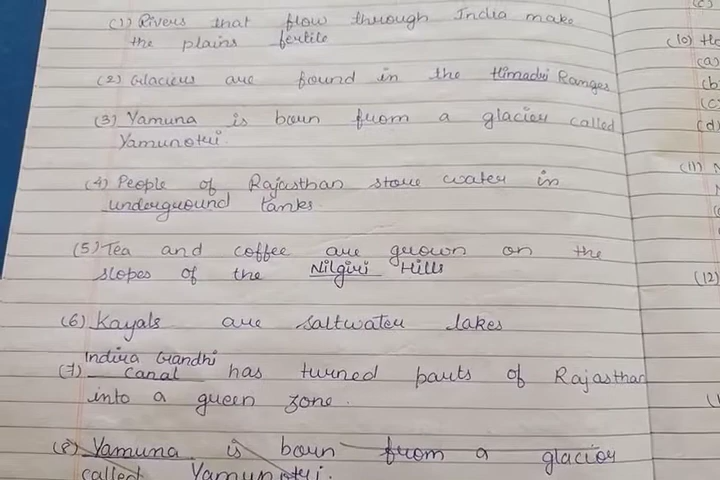 (1) Rivers that flow through India make
the plains fertile
(2) Glaciers are found in the Himadri Ranges
(3) Yamuna is born from a glacier called
Yamunotri.
(4) People of Rajasthan store water in
underground tanks.
(5) Tea and coffee are grown on the
slopes of the Nilgiri Hills
(6) Kayals are saltwater lakes
Indira Gandhi
(7) canal has turned parts of Rajasthan
into a green zone.
(8) Yamuna is born from a glacier
called Yamunotri.
(10)
(a)
(b)
(c)
(d)
(11)
(12)